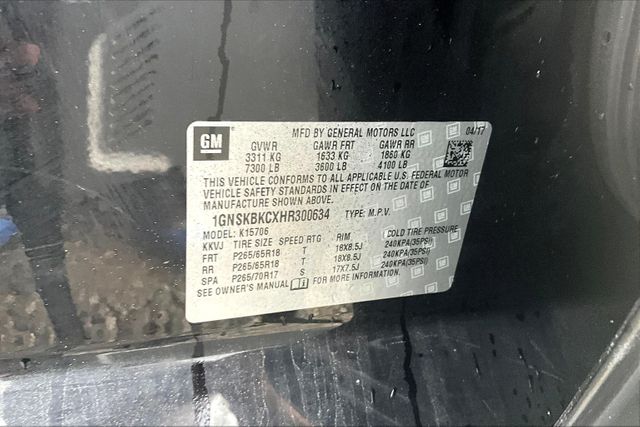 GM
MFD BY GENERAL MOTORS LLC 04/17
GVWR GAWR FRT GAWR RR
3311 KG 1633 KG 1860 KG
7300 LB 3600 LB 4100 LB
THIS VEHICLE CONFORMS TO ALL APPLICABLE U.S. FEDERAL MOTOR
VEHICLE SAFETY STANDARDS IN EFFECT ON THE DATE OF
MANUFACTURE SHOWN ABOVE.
1GNSKBKCXHR300634 TYPE: M.P.V.
MODEL: K15706
KKVJ TIRE SIZE SPEED RTG RIM COLD TIRE PRESSURE
FRT P265/65R18 T 18X8.5J 240KPA(35PSI)
RR P265/65R18 T 18X8.5J 240KPA(35PSI)
SPA P265/70R17 S 17X7.5J 240KPA(35PSI)
SEE OWNER'S MANUAL FOR MORE INFORMATION.